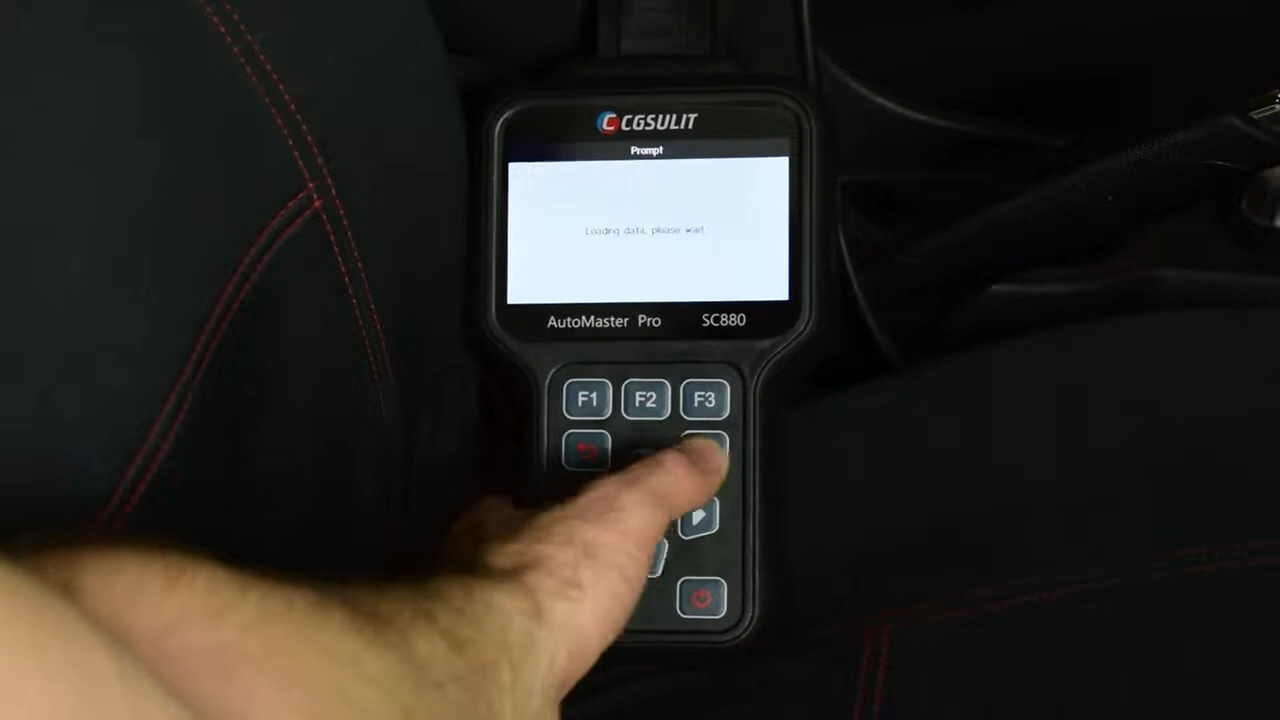 CGSULIT
Prompt
Loading data, please wait.
AutoMaster Pro SC880
F1 F2 F3